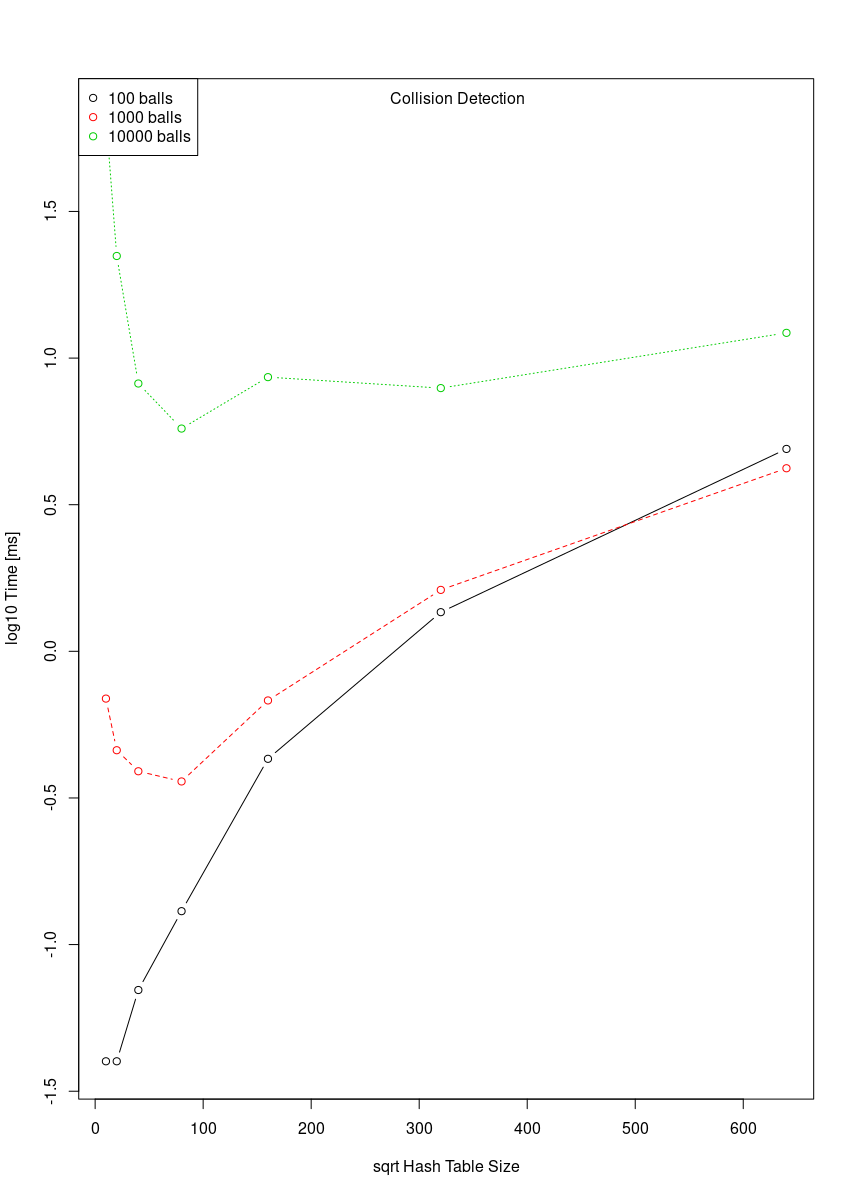 Collision Detection
100 balls
1000 balls
10000 balls
log10 Time [ms]
1.5
1.0
0.5
0.0
-0.5
-1.0
-1.5
0 100 200 300 400 500 600
sqrt Hash Table Size